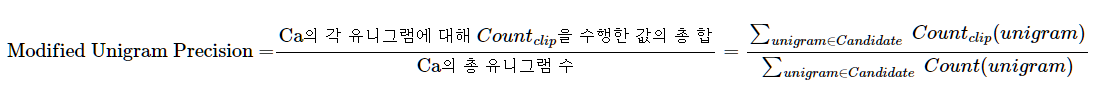 Modified Unigram Precision = Ca의 각 유니그램에 대해 Count_clip을 수행한 값의 총 합 / Ca의 총 유니그램 수 = ∑_{unigram∈Candidate} Count_clip(unigram) / ∑_{unigram∈Candidate} Count(unigram)